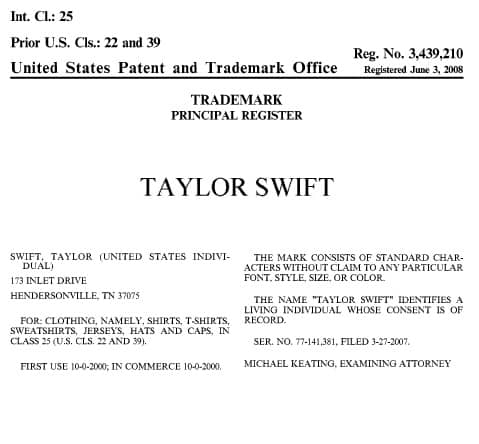 Int. Cl.: 25
Prior U.S. Cls.: 22 and 39
Reg. No. 3,439,210
United States Patent and Trademark Office
Registered June 3, 2008
TRADEMARK
PRINCIPAL REGISTER
TAYLOR SWIFT
SWIFT, TAYLOR (UNITED STATES INDIVI-
DUAL)
173 INLET DRIVE
HENDERSONVILLE, TN 37075
FOR: CLOTHING, NAMELY, SHIRTS, T-SHIRTS,
SWEATSHIRTS, JERSEYS, HATS AND CAPS, IN
CLASS 25 (U.S. CLS. 22 AND 39).
FIRST USE 10-0-2000; IN COMMERCE 10-0-2000.
THE MARK CONSISTS OF STANDARD CHAR-
ACTERS WITHOUT CLAIM TO ANY PARTICULAR
FONT, STYLE, SIZE, OR COLOR.
THE NAME "TAYLOR SWIFT" IDENTIFIES A
LIVING INDIVIDUAL WHOSE CONSENT IS OF
RECORD.
SER. NO. 77-141,381, FILED 3-27-2007.
MICHAEL KEATING, EXAMINING ATTORNEY